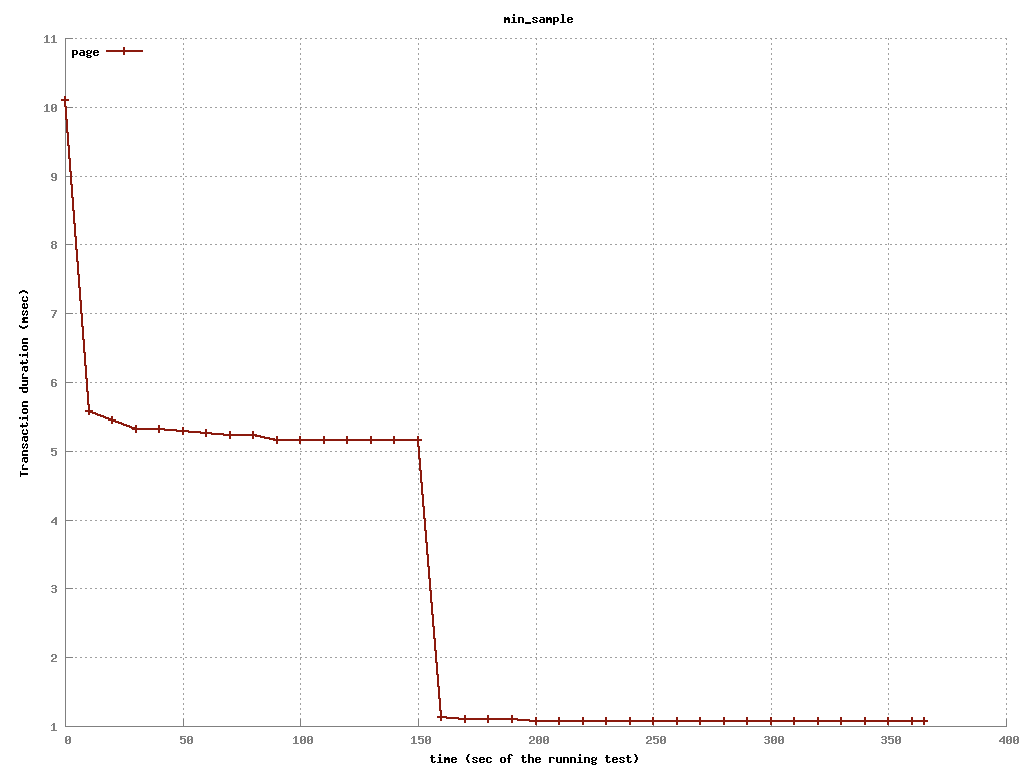 min_sample
page
11
10
9
8
7
6
5
4
3
2
1
Transaction duration (msec)
0 50 100 150 200 250 300 350 400
time (sec of the running test)